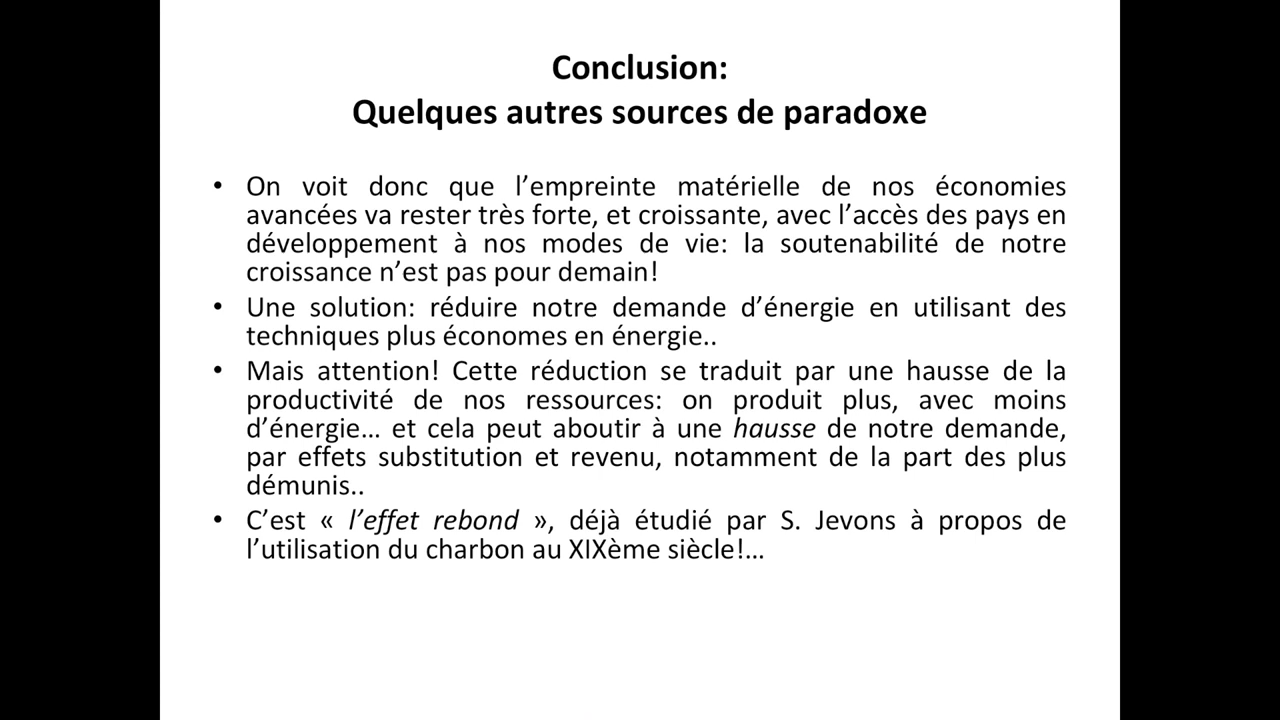 Conclusion:
Quelques autres sources de paradoxe
• On voit donc que l’empreinte matérielle de nos économies
avancées va rester très forte, et croissante, avec l’accès des pays en
développement à nos modes de vie: la soutenabilité de notre
croissance n’est pas pour demain!
• Une solution: réduire notre demande d’énergie en utilisant des
techniques plus économes en énergie..
• Mais attention! Cette réduction se traduit par une hausse de la
productivité de nos ressources: on produit plus, avec moins
d’énergie… et cela peut aboutir à une hausse de notre demande,
par effets substitution et revenu, notamment de la part des plus
démunis..
• C’est « l’effet rebond », déjà étudié par S. Jevons à propos de
l’utilisation du charbon au XIXème siècle!…